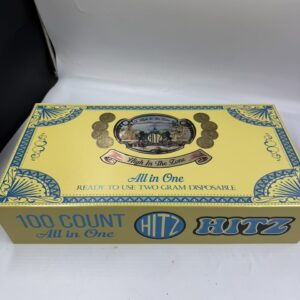 High In The Zone
All in One
READY TO USE TWO GRAM DISPOSABLE
100 COUNT
All in One
HITZ
HITZ